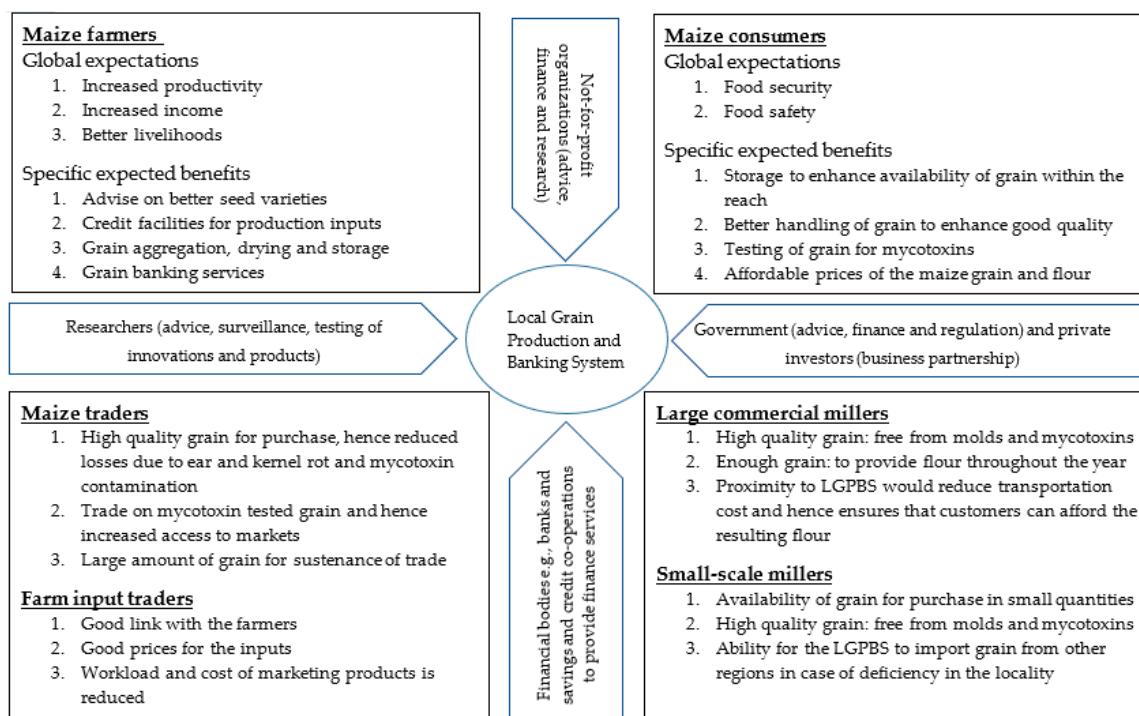 Maize farmers
Global expectations
1. Increased productivity
2. Increased income
3. Better livelihoods
Specific expected benefits
1. Advise on better seed varieties
2. Credit facilities for production inputs
3. Grain aggregation, drying and storage
4. Grain banking services
Not-for-profit
organizations (advice,
finance and research)
Maize consumers
Global expectations
1. Food security
2. Food safety
Specific expected benefits
1. Storage to enhance availability of grain within the
reach
2. Better handling of grain to enhance good quality
3. Testing of grain for mycotoxins
4. Affordable prices of the maize grain and flour
Researchers (advice, surveillance, testing of
innovations and products)
Local Grain
Production and
Banking System
Government (advice, finance and regulation) and private
investors (business partnership)
Maize traders
1. High quality grain for purchase, hence reduced
losses due to ear and kernel rot and mycotoxin
contamination
2. Trade on mycotoxin tested grain and hence
increased access to markets
3. Large amount of grain for sustenance of trade
Farm input traders
1. Good link with the farmers
2. Good prices for the inputs
3. Workload and cost of marketing products is
reduced
Financial bodies e.g., banks and
savings and credit co-operations
to provide finance services
Large commercial millers
1. High quality grain: free from molds and mycotoxins
2. Enough grain: to provide flour throughout the year
3. Proximity to LGPBS would reduce transportation
cost and hence ensures that customers can afford the
resulting flour
Small-scale millers
1. Availability of grain for purchase in small quantities
2. High quality grain: free from molds and mycotoxins
3. Ability for the LGPBS to import grain from other
regions in case of deficiency in the locality